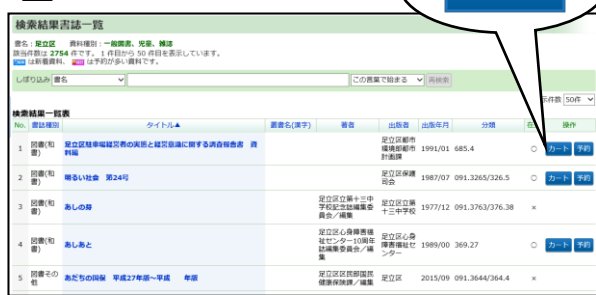 検索結果書誌一覧
書名：足立区　資料種別：一般図書、児童、雑誌
該当件数は 2754 件です。 1 件目から 50 件目を表示しています。
は新着資料、 は予約が多い資料です。
しぼり込み 書名 この言葉で始まる 再検索
示件数 50件
検索結果一覧表
No. 書誌種別 タイトル▲ 叢書名(漢字) 著者 出版者 出版年月 分類 在 操作
1 図書(和書) 足立区駐車場経営者の実態と経営意識に関する調査報告書　資料編 足立区都市環境部都市計画課 1991/01 685.4 ○ カート 予約
2 図書(和書) 明るい社会　第24号 足立区保護司会 1987/07 091.3265/326.5 ○ カート 予約
3 図書(和書) あしの芽 足立区立第十三中学校記念誌編集委員会／編集 足立区立第十三中学校 1977/12 091.3763/376.38 ×
4 図書(和書) あしあと 足立区心身障害福祉センター10周年誌編集委員会／編集 足立区心身障害福祉センター 1989/00 369.27 ○ カート 予約
5 図書その他 あだちの国保　平成27年版～平成　年版 足立区区民部国民健康保険課／編集 足立区 2015/09 091.3644/364.4 ×